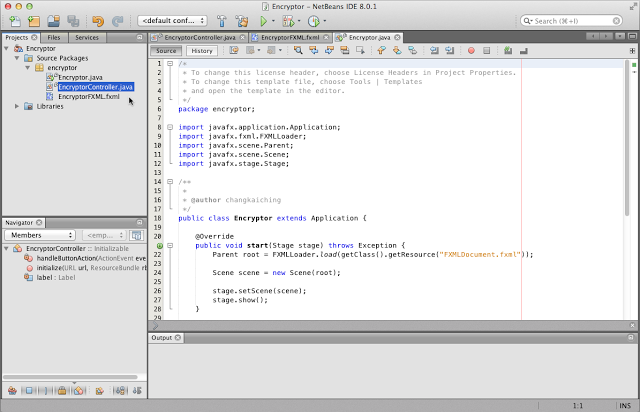 Encryptor – NetBeans IDE 8.0.1
<default conf...
Search (⌘+I)
Projects
Files
Services
EncryptorController.java
EncryptorFXML.fxml
Encryptor.java
Source
History
Encryptor
Source Packages
encryptor
Encryptor.java
EncryptorController.java
EncryptorFXML.fxml
Libraries
Navigator
Members
<emp...
EncryptorController :: Initializable
handleButtonAction(ActionEvent eve
initialize(URL url, ResourceBundle rb
label : Label
1 /*
2 * To change this license header, choose License Headers in Project Properties.
3 * To change this template file, choose Tools | Templates
4 * and open the template in the editor.
5 */
6 package encryptor;
7
8 import javafx.application.Application;
9 import javafx.fxml.FXMLLoader;
10 import javafx.scene.Parent;
11 import javafx.scene.Scene;
12 import javafx.stage.Stage;
13
14 /**
15 *
16 * @author changkaiching
17 */
18 public class Encryptor extends Application {
19
20 @Override
public void start(Stage stage) throws Exception {
22 Parent root = FXMLLoader.load(getClass().getResource("FXMLDocument.fxml"));
23
24 Scene scene = new Scene(root);
25
26 stage.setScene(scene);
27 stage.show();
28 }
29
Output
1:1
INS